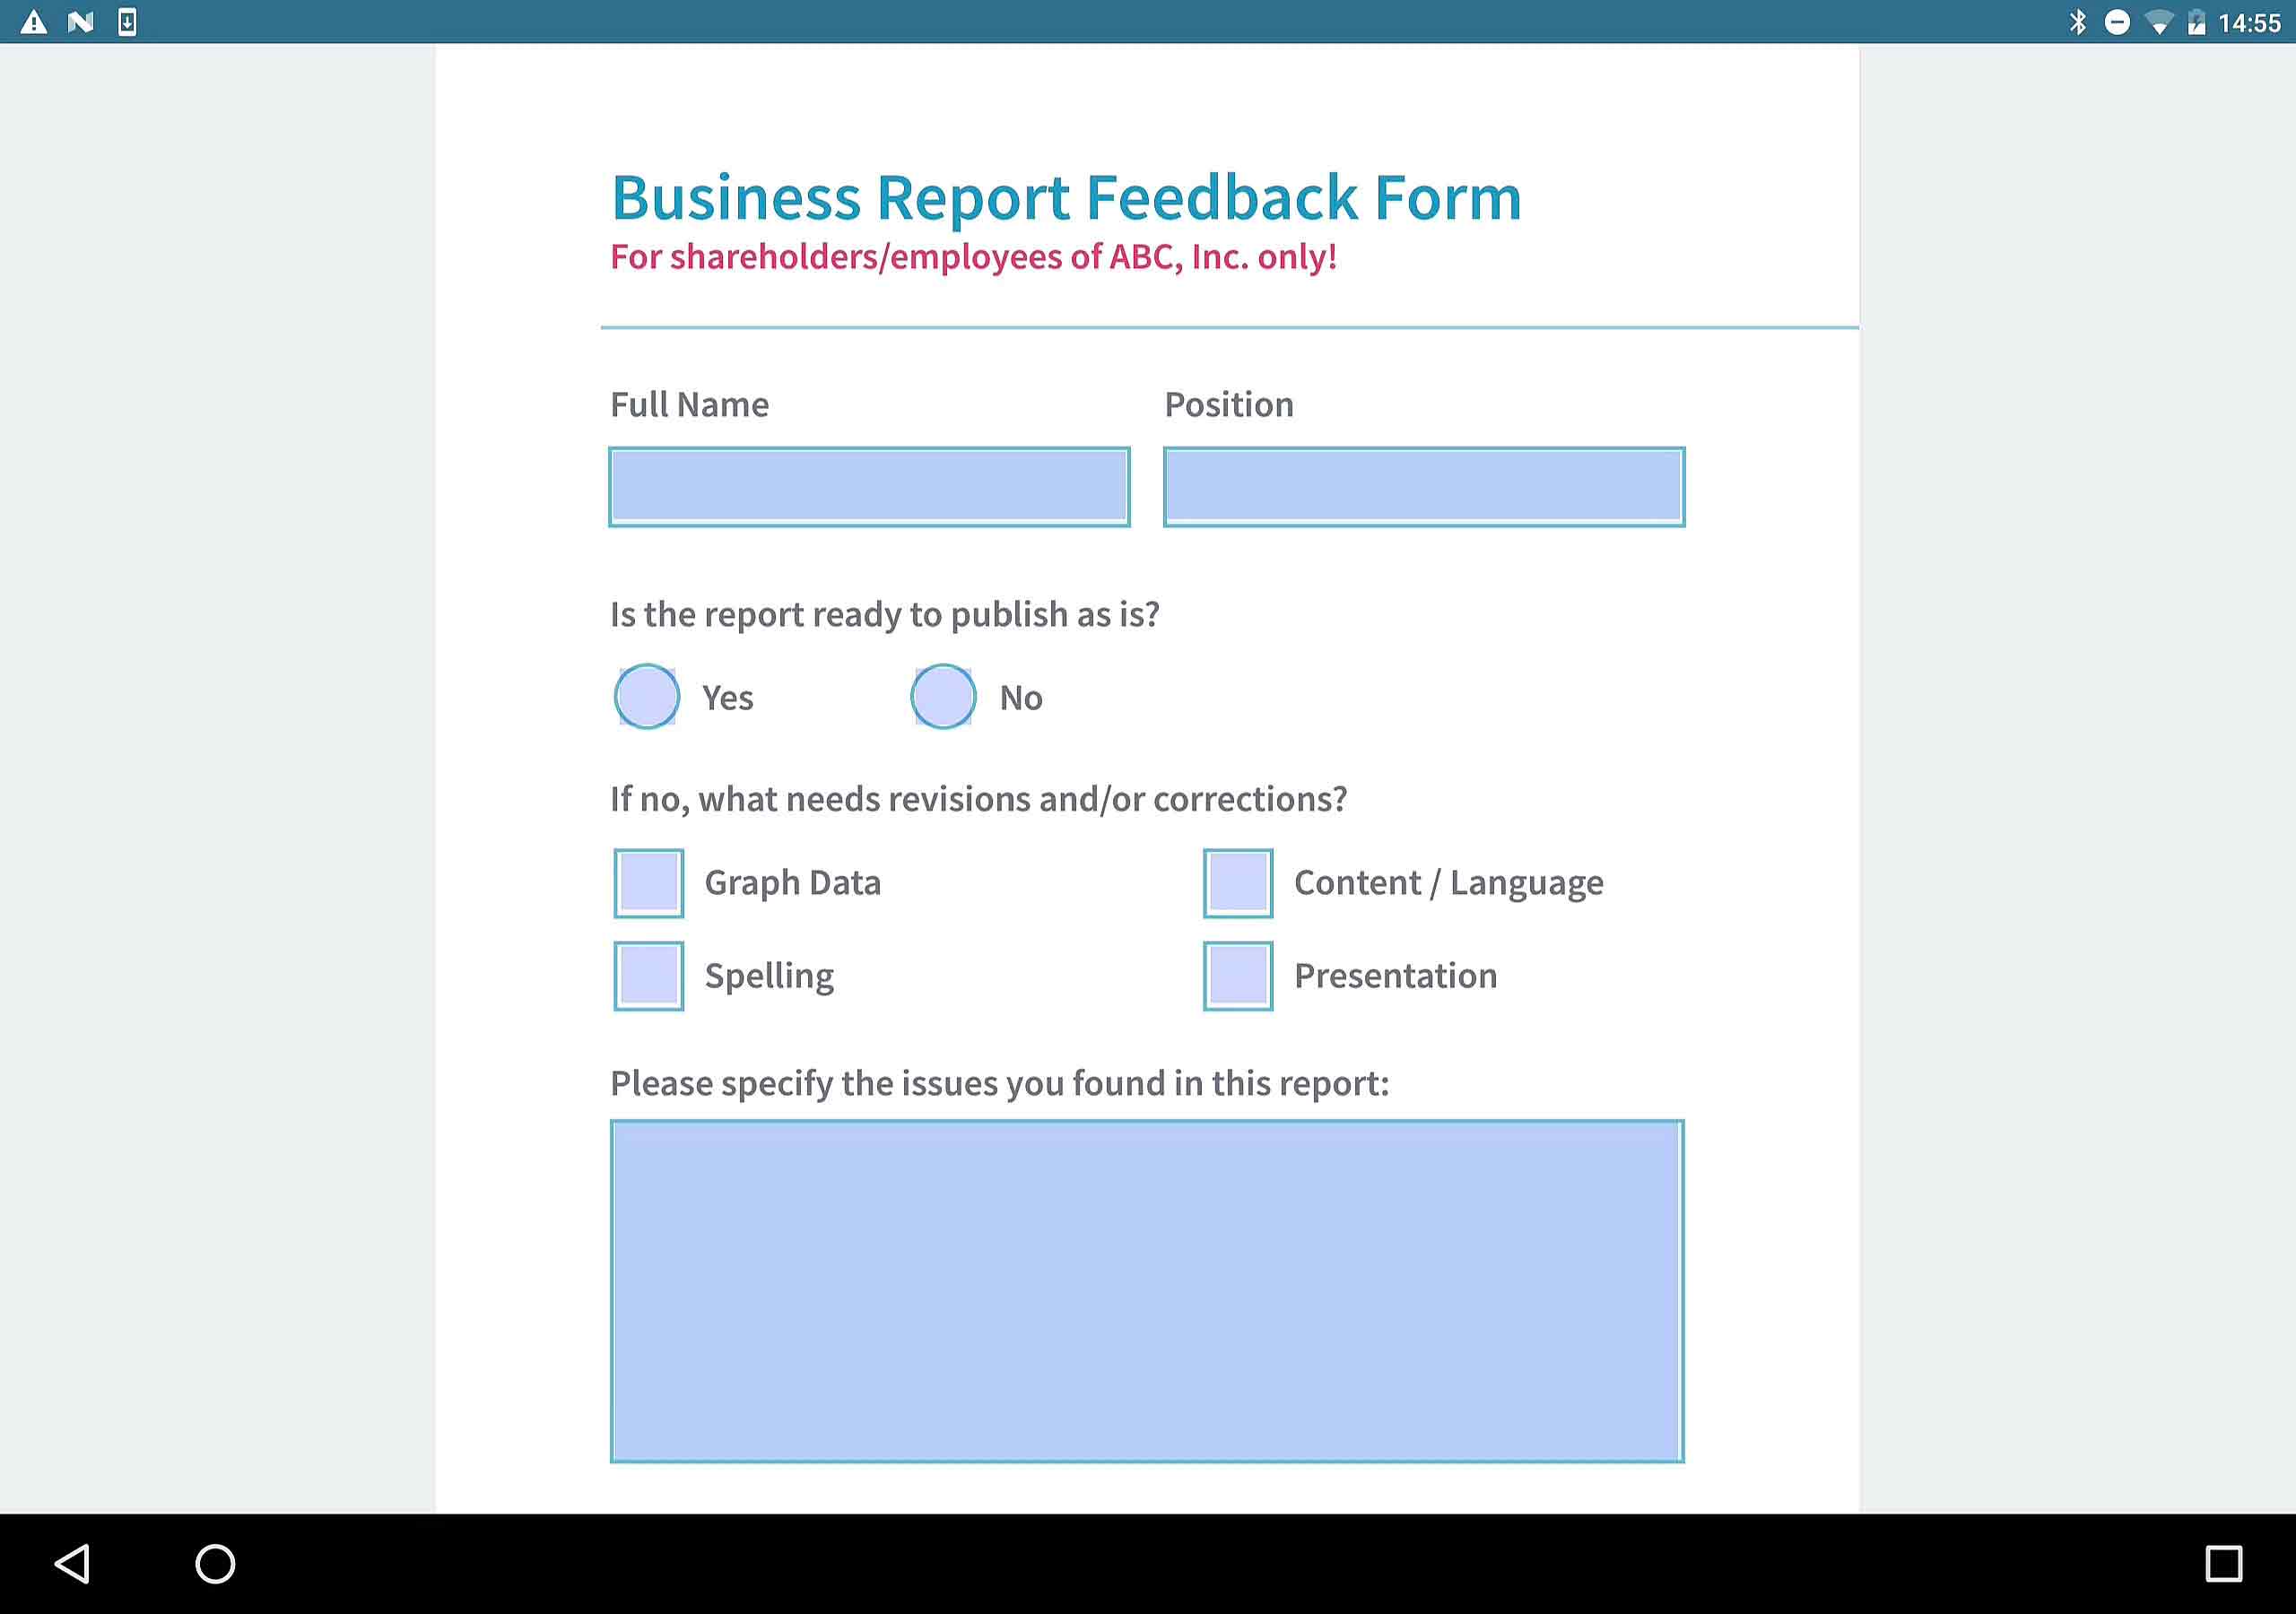 14:55
Business Report Feedback Form
For shareholders/employees of ABC, Inc. only!
Full Name
Position
Is the report ready to publish as is?
Yes
No
If no, what needs revisions and/or corrections?
Graph Data
Content / Language
Spelling
Presentation
Please specify the issues you found in this report: